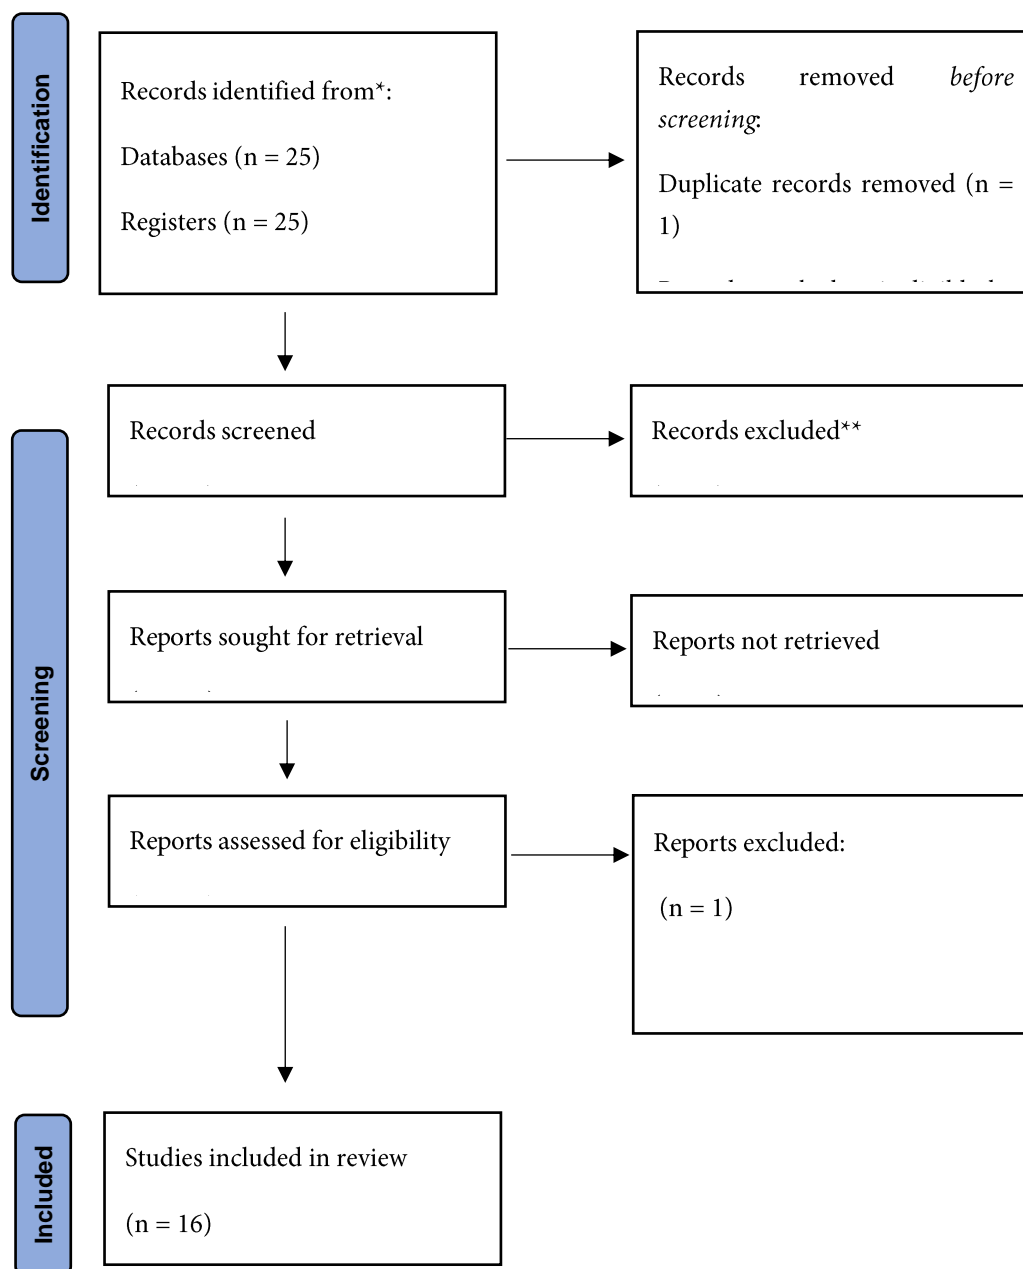 Identification
Records identified from*:
Databases (n = 25)
Registers (n = 25)
Records removed before
screening:
Duplicate records removed (n =
1)
Screening
Records screened
Records excluded**
Reports sought for retrieval
Reports not retrieved
Reports assessed for eligibility
Reports excluded:
(n = 1)
Included
Studies included in review
(n = 16)